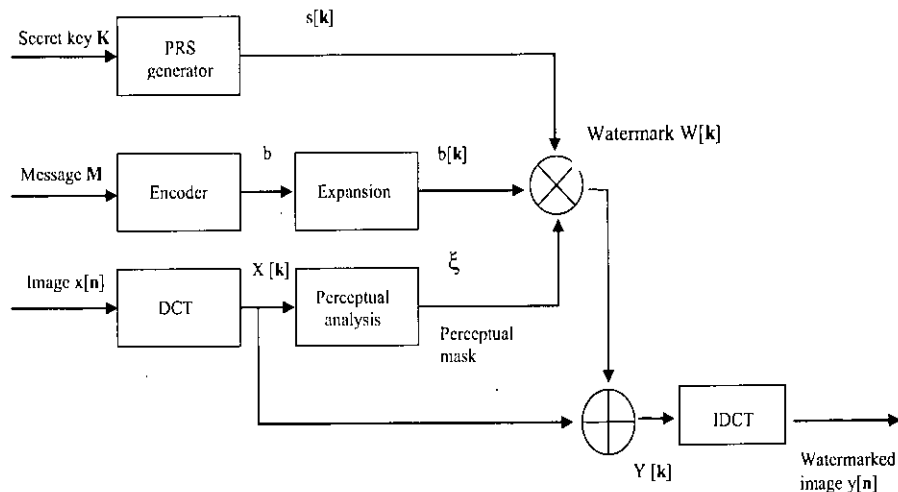 s[k]
Secret key K
PRS
generator
Watermark W[k]
Message M
Encoder
b
Expansion
b[k]
Image x[n]
DCT
X [k]
Perceptual
analysis
ξ
Perceptual
mask
IDCT
Y [k]
Watermarked
image y[n]